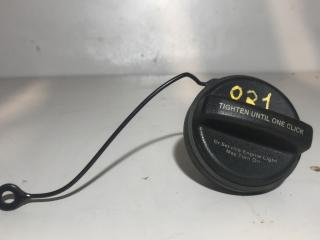 021
TIGHTEN UNTIL ONE CLICK
Or Service Engine Light
May Turn On